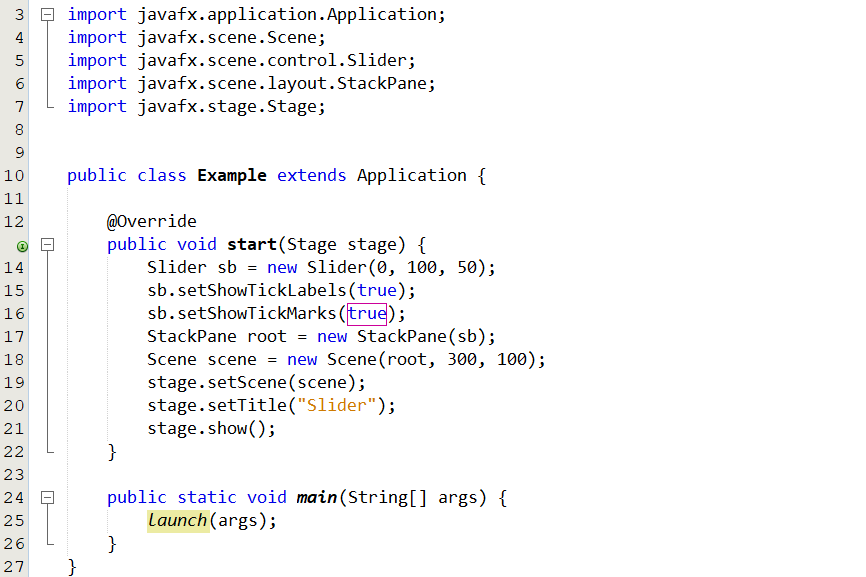 3 import javafx.application.Application;
4 import javafx.scene.Scene;
5 import javafx.scene.control.Slider;
6 import javafx.scene.layout.StackPane;
7 import javafx.stage.Stage;
8
9
10 public class Example extends Application {
11
12     @Override
    public void start(Stage stage) {
14         Slider sb = new Slider(0, 100, 50);
15         sb.setShowTickLabels(true);
16         sb.setShowTickMarks(true);
17         StackPane root = new StackPane(sb);
18         Scene scene = new Scene(root, 300, 100);
19         stage.setScene(scene);
20         stage.setTitle("Slider");
21         stage.show();
22     }
23
24     public static void main(String[] args) {
25         launch(args);
26     }
27 }